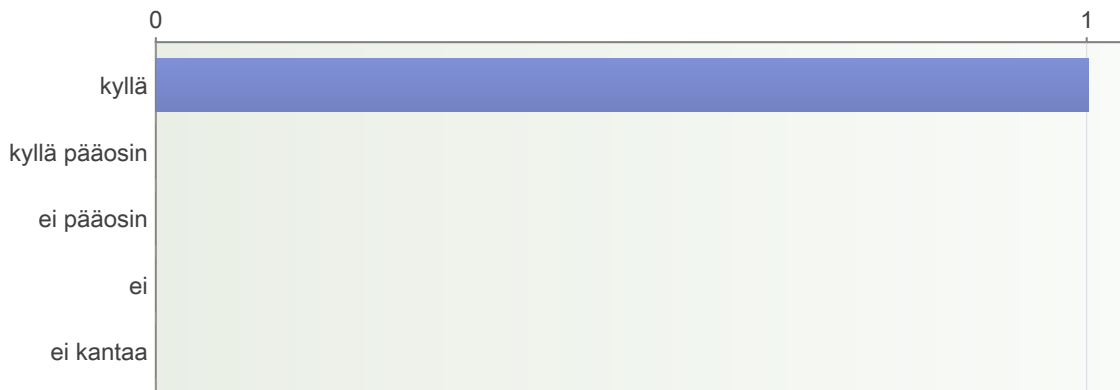 0 1
kyllä
kyllä pääosin
ei pääosin
ei
ei kantaa